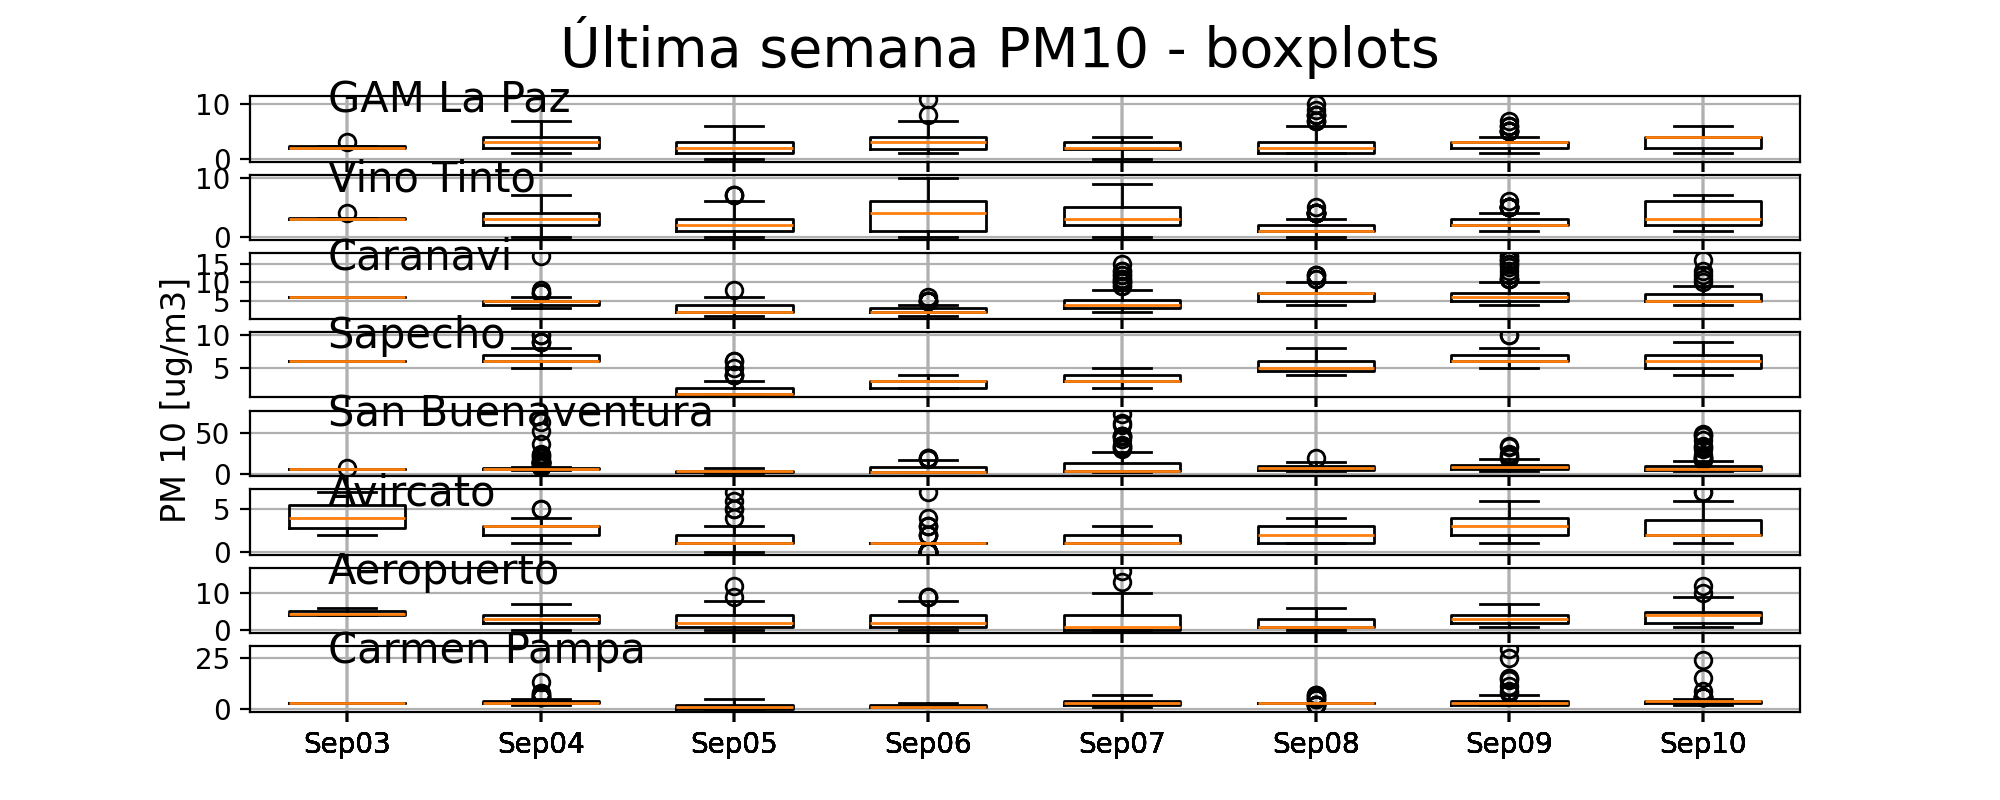 Última semana PM10 - boxplots
PM 10 [ug/m3]
GAM La Paz
10
0
Vino Tinto
10
0
Caranavi
15
10
5
Sapecho
10
5
San Buenaventura
50
0
Avircato
5
0
Aeropuerto
10
0
Carmen Pampa
25
0
Sep03 Sep04 Sep05 Sep06 Sep07 Sep08 Sep09 Sep10